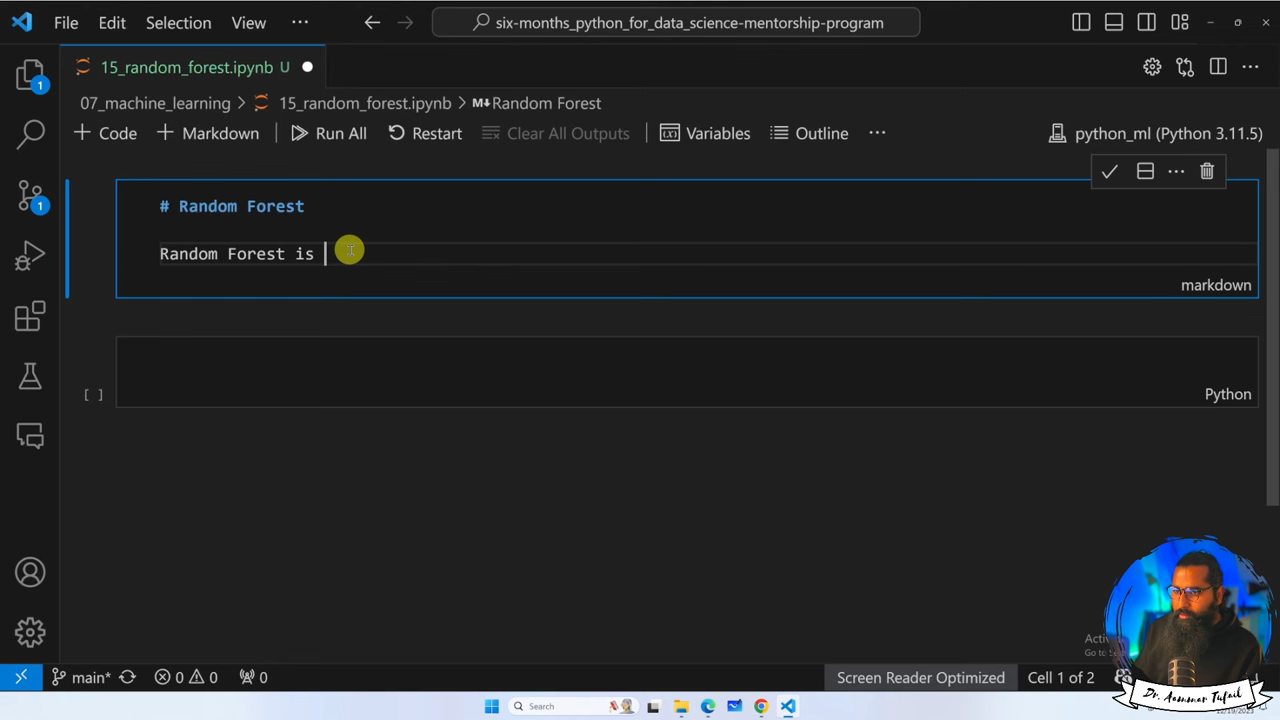 File Edit Selection View ··· six-months_python_for_data_science-mentorship-program
15_random_forest.ipynb U
07_machine_learning > 15_random_forest.ipynb > M↓Random Forest
+ Code + Markdown Run All Restart Clear All Outputs Variables Outline ··· python_ml (Python 3.11.5)
# Random Forest
Random Forest is
markdown
[ ]
Python
1
1
main* 0 0 0 Screen Reader Optimized Cell 1 of 2
Search
Dr. Aammar Tufail